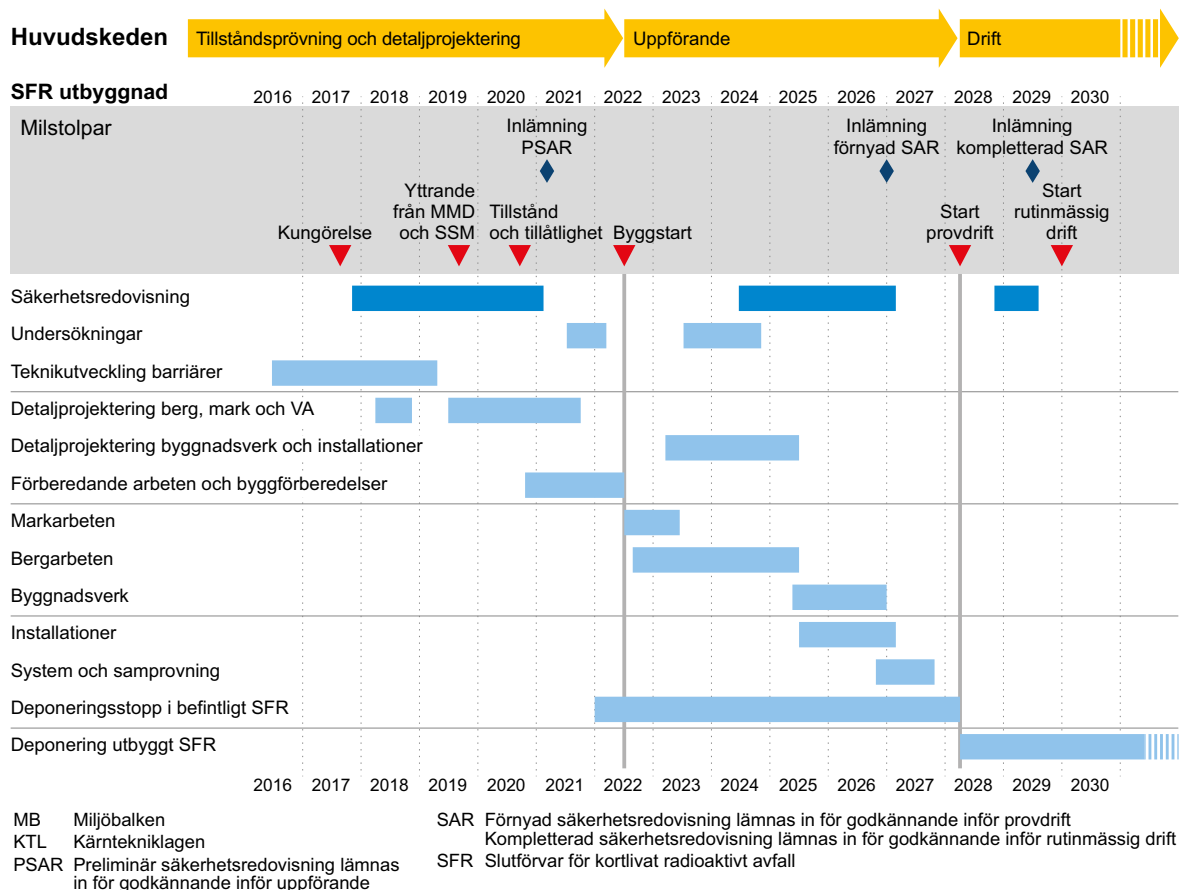 Huvudskeden
Tillståndsprövning och detaljprojektering
Uppförande
Drift
SFR utbyggnad
2016 2017 2018 2019 2020 2021 2022 2023 2024 2025 2026 2027 2028 2029 2030
Milstolpar
Inlämning
PSAR
Inlämning
förnyad SAR
Inlämning
kompletterad SAR
Kungörelse
Yttrande
från MMD
och SSM
Tillstånd
och tillåtlighet
Byggstart
Start
provdrift
Start
rutinmässig
drift
Säkerhetsredovisning
Undersökningar
Teknikutveckling barriärer
Detaljprojektering berg, mark och VA
Detaljprojektering byggnadsverk och installationer
Förberedande arbeten och byggförberedelser
Markarbeten
Bergarbeten
Byggnadsverk
Installationer
System och samprovning
Deponeringsstopp i befintligt SFR
Deponering utbyggt SFR
2016 2017 2018 2019 2020 2021 2022 2023 2024 2025 2026 2027 2028 2029 2030
MB Miljöbalken
KTL Kärntekniklagen
PSAR Preliminär säkerhetsredovisning lämnas
in för godkännande inför uppförande
SAR Förnyad säkerhetsredovisning lämnas in för godkännande inför provdrift
Kompletterad säkerhetsredovisning lämnas in för godkännande inför rutinmässig drift
SFR Slutförvar för kortlivat radioaktivt avfall